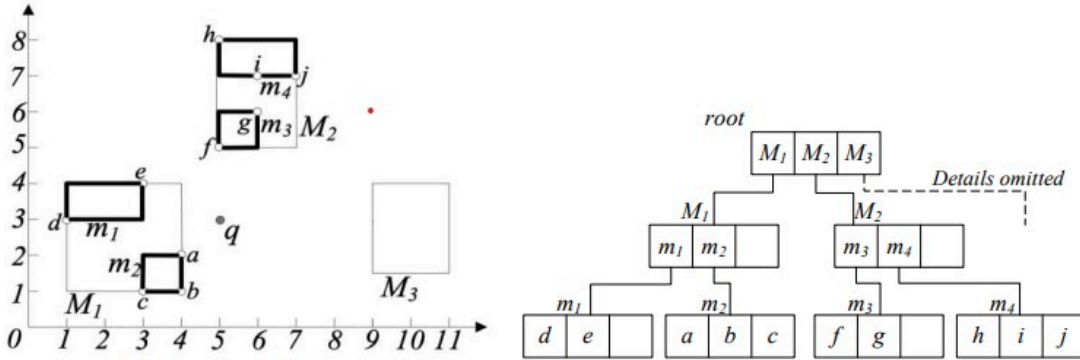 8
h
7
i
j
m4
6
g
m3
M2
5
f
4
e
3
d
m1
q
2
m2
a
1
M1
c
b
M3
0
1 2 3 4 5 6 7 8 9 10 11
root
M1 M2 M3
Details omitted
M1
M2
m1 m2
m3 m4
m1
m2
m3
m4
d e
a b c
f g
h i j